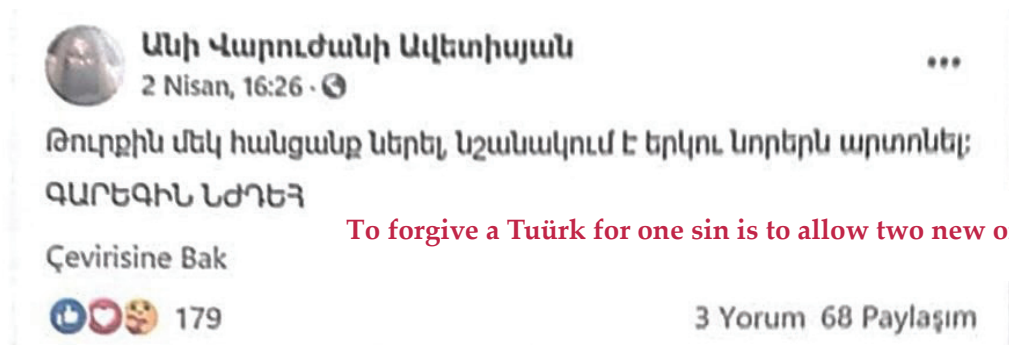 Անի Վարուժանի Ավետիսյան
2 Nisan, 16:26 ·
Թուրքին մեկ հանցանք ներել, նշանակում է երկու նորերն արտոնել:
ԳԱՐԵԳԻՆ ՆԺԴԵՀ
To forgive a Tuürk for one sin is to allow two new o
Çevirisine Bak
179
3 Yorum 68 Paylaşım